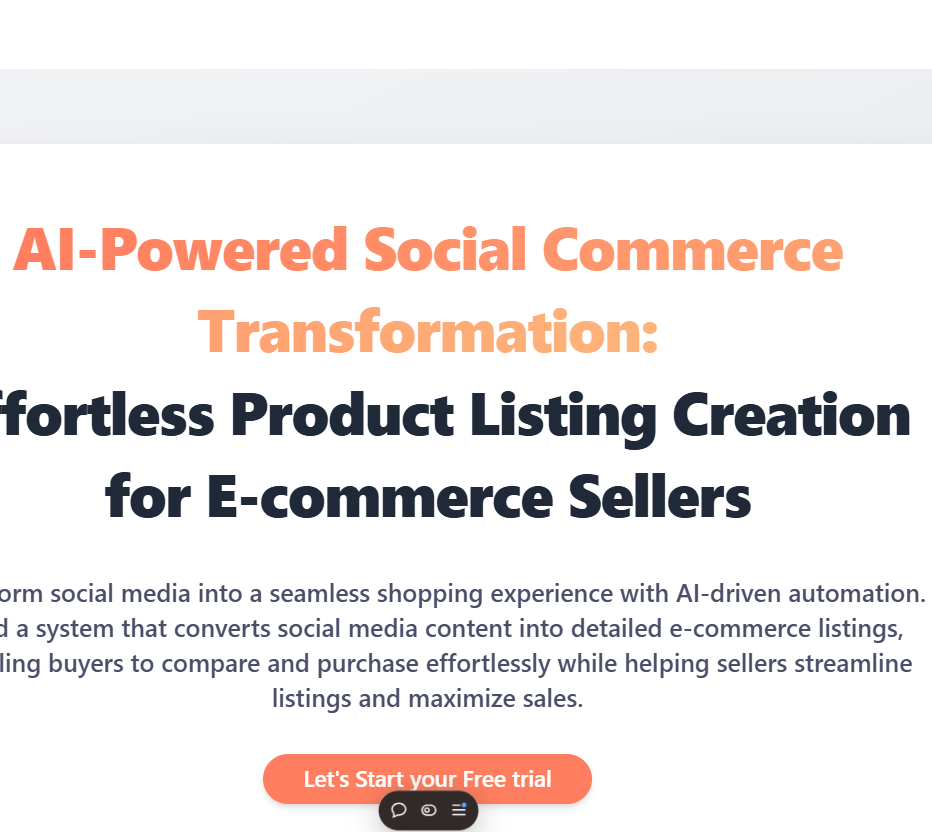 AI-Powered Social Commerce
Transformation:
ffortless Product Listing Creation
for E-commerce Sellers
orm social media into a seamless shopping experience with AI-driven automation.
d a system that converts social media content into detailed e-commerce listings,
ling buyers to compare and purchase effortlessly while helping sellers streamline
listings and maximize sales.
Let's Start your Free trial